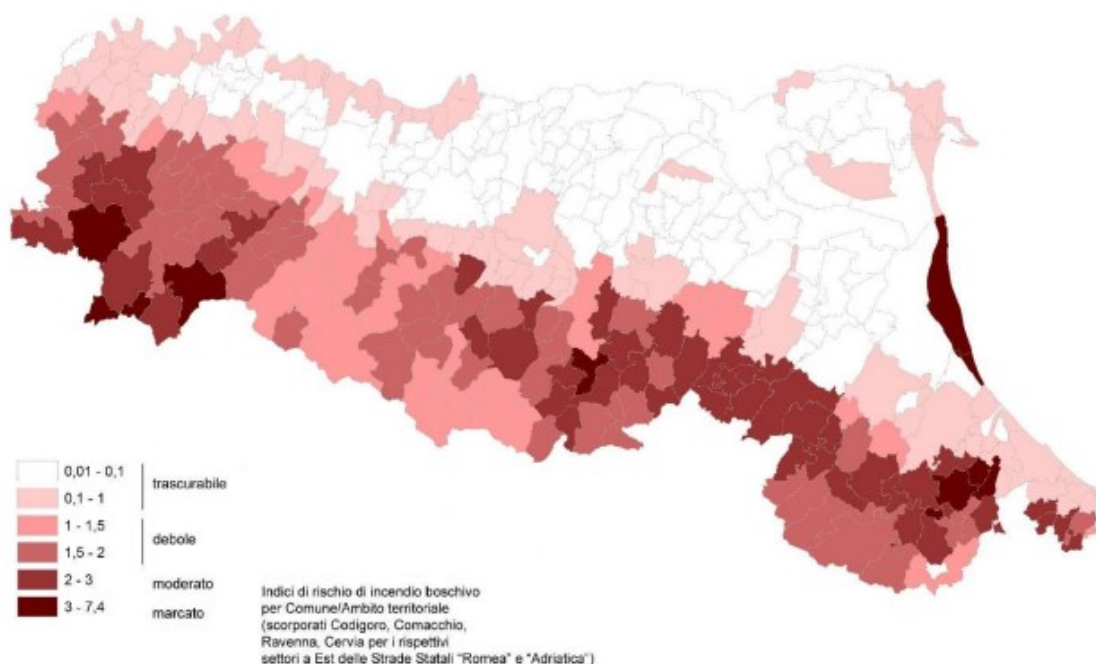 0,01 - 0,1
trascurabile
0,1 - 1
1 - 1,5
debole
1,5 - 2
2 - 3 moderato
3 - 7,4 marcato
Indici di rischio di incendio boschivo
per Comune/Ambito territoriale
(scorporati Codigoro, Comacchio,
Ravenna, Cervia per i rispettivi
settori a Est delle Strade Statali "Romea" e "Adriatica")